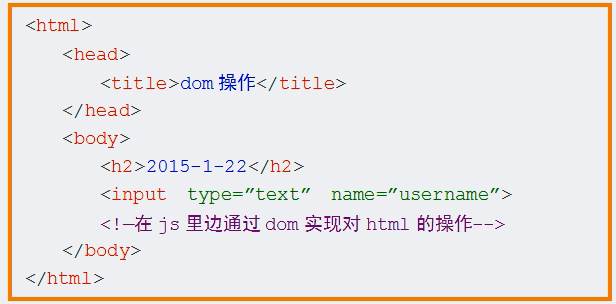 <html>
<head>
<title>dom 操作</title>
</head>
<body>
<h2>2015-1-22</h2>
<input type=”text” name=”username”>
<!—在 js 里边通过 dom 实现对 html 的操作-->
</body>
</html>